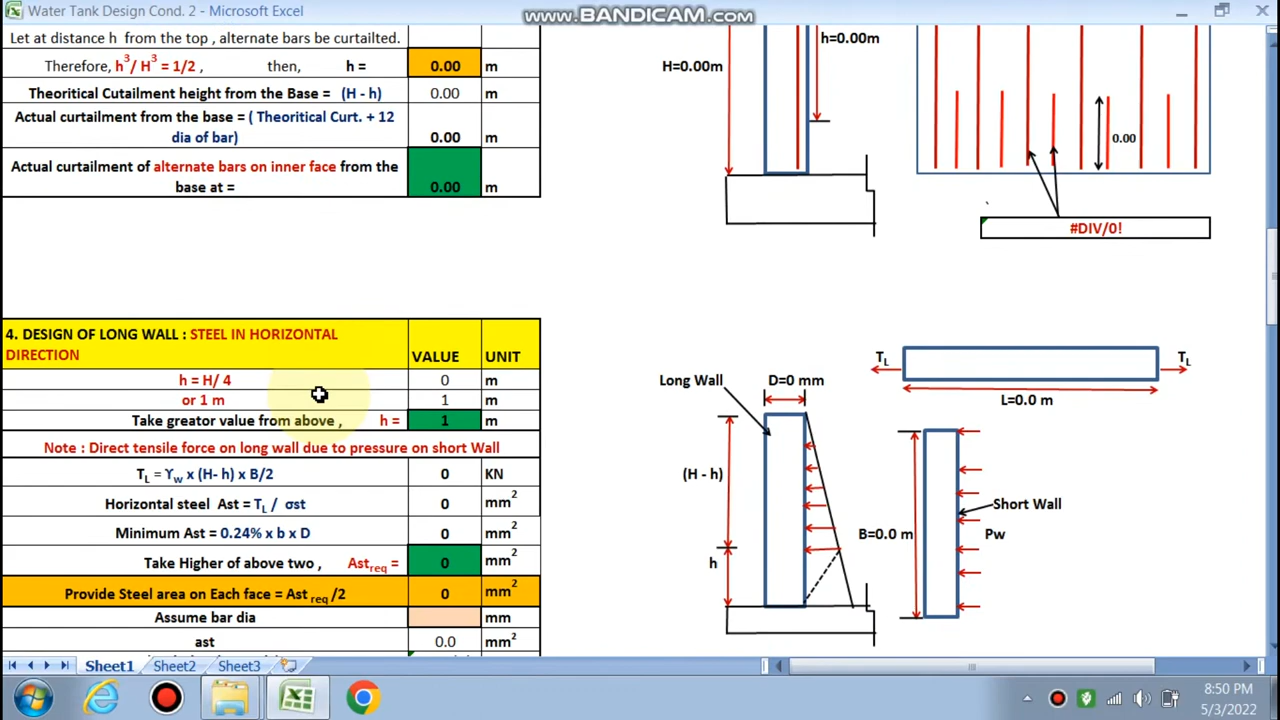 Water Tank Design Cond. 2 - Microsoft Excel
www.BANDICAM.com
Let at distance h from the top , alternate bars be curtailted.
Therefore, h3/ H3 = 1/2 , then, h = 0.00 m
Theoritical Cutailment height from the Base = (H - h) 0.00 m
Actual curtailment from the base = ( Theoritical Curt. + 12
dia of bar) 0.00 m
Actual curtailment of alternate bars on inner face from the
base at = 0.00 m
H=0.00m
h=0.00m
0.00
#DIV/0!
4. DESIGN OF LONG WALL : STEEL IN HORIZONTAL
DIRECTION VALUE UNIT
h = H/ 4 0 m
or 1 m 1 m
Take greator value from above , h = 1 m
Note : Direct tensile force on long wall due to pressure on short Wall
TL = ϒw x (H- h) x B/2 0 KN
Horizontal steel Ast = TL / σst 0 mm2
Minimum Ast = 0.24% x b x D 0 mm2
Take Higher of above two , Astreq = 0 mm2
Provide Steel area on Each face = Ast req /2 0 mm2
Assume bar dia mm
ast 0.0 mm2
Long Wall
D=0 mm
(H - h)
h
TL
TL
L=0.0 m
B=0.0 m
Short Wall
Pw
Sheet1 Sheet2 Sheet3
8:50 PM
5/3/2022